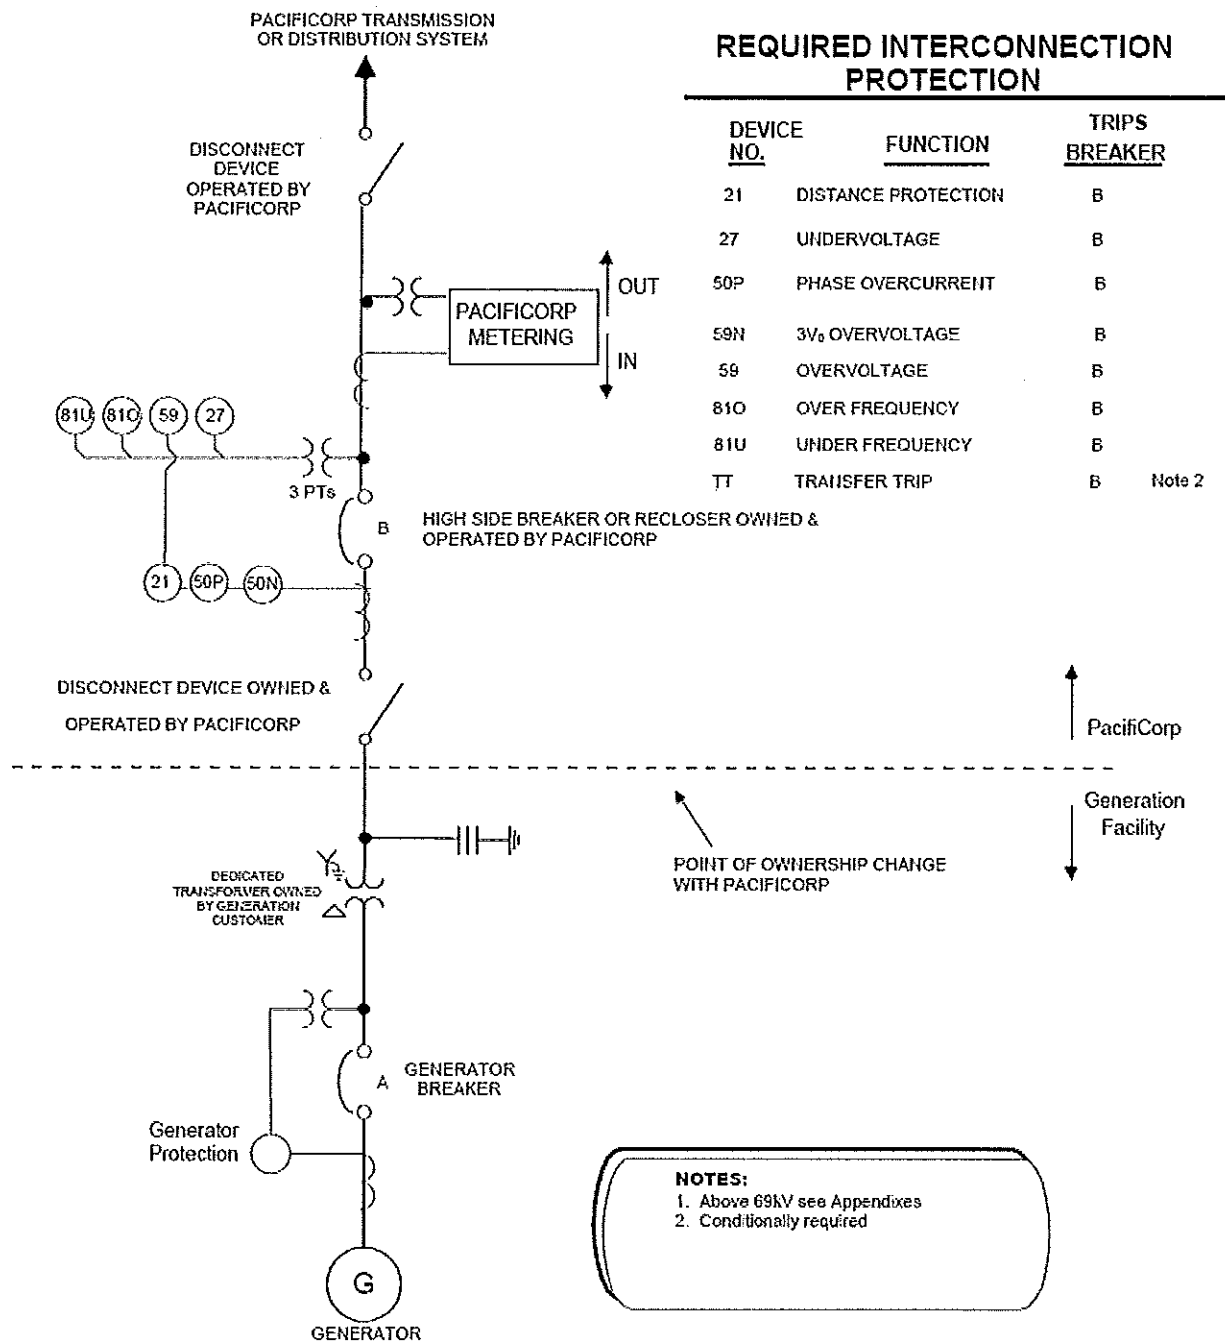 PACIFICORP TRANSMISSION
OR DISTRIBUTION SYSTEM
REQUIRED INTERCONNECTION
PROTECTION
DEVICE NO. FUNCTION TRIPS BREAKER
21 DISTANCE PROTECTION B
27 UNDERVOLTAGE B
50P PHASE OVERCURRENT B
59N 3V₀ OVERVOLTAGE B
59 OVERVOLTAGE B
81O OVER FREQUENCY B
81U UNDER FREQUENCY B
TT TRANSFER TRIP B Note 2
DISCONNECT
DEVICE
OPERATED BY
PACIFICORP
PACIFICORP
METERING
OUT
IN
81U 81O 59 27
3 PTs
B
HIGH SIDE BREAKER OR RECLOSER OWNED &
OPERATED BY PACIFICORP
21 50P 50N
DISCONNECT DEVICE OWNED &
OPERATED BY PACIFICORP
PacifiCorp
Generation
Facility
POINT OF OWNERSHIP CHANGE
WITH PACIFICORP
DEDICATED
TRANSFORMER OWNED
BY GENERATION
CUSTOMER
A
GENERATOR
BREAKER
Generator
Protection
G
GENERATOR
NOTES:
1. Above 69kV see Appendixes
2. Conditionally required